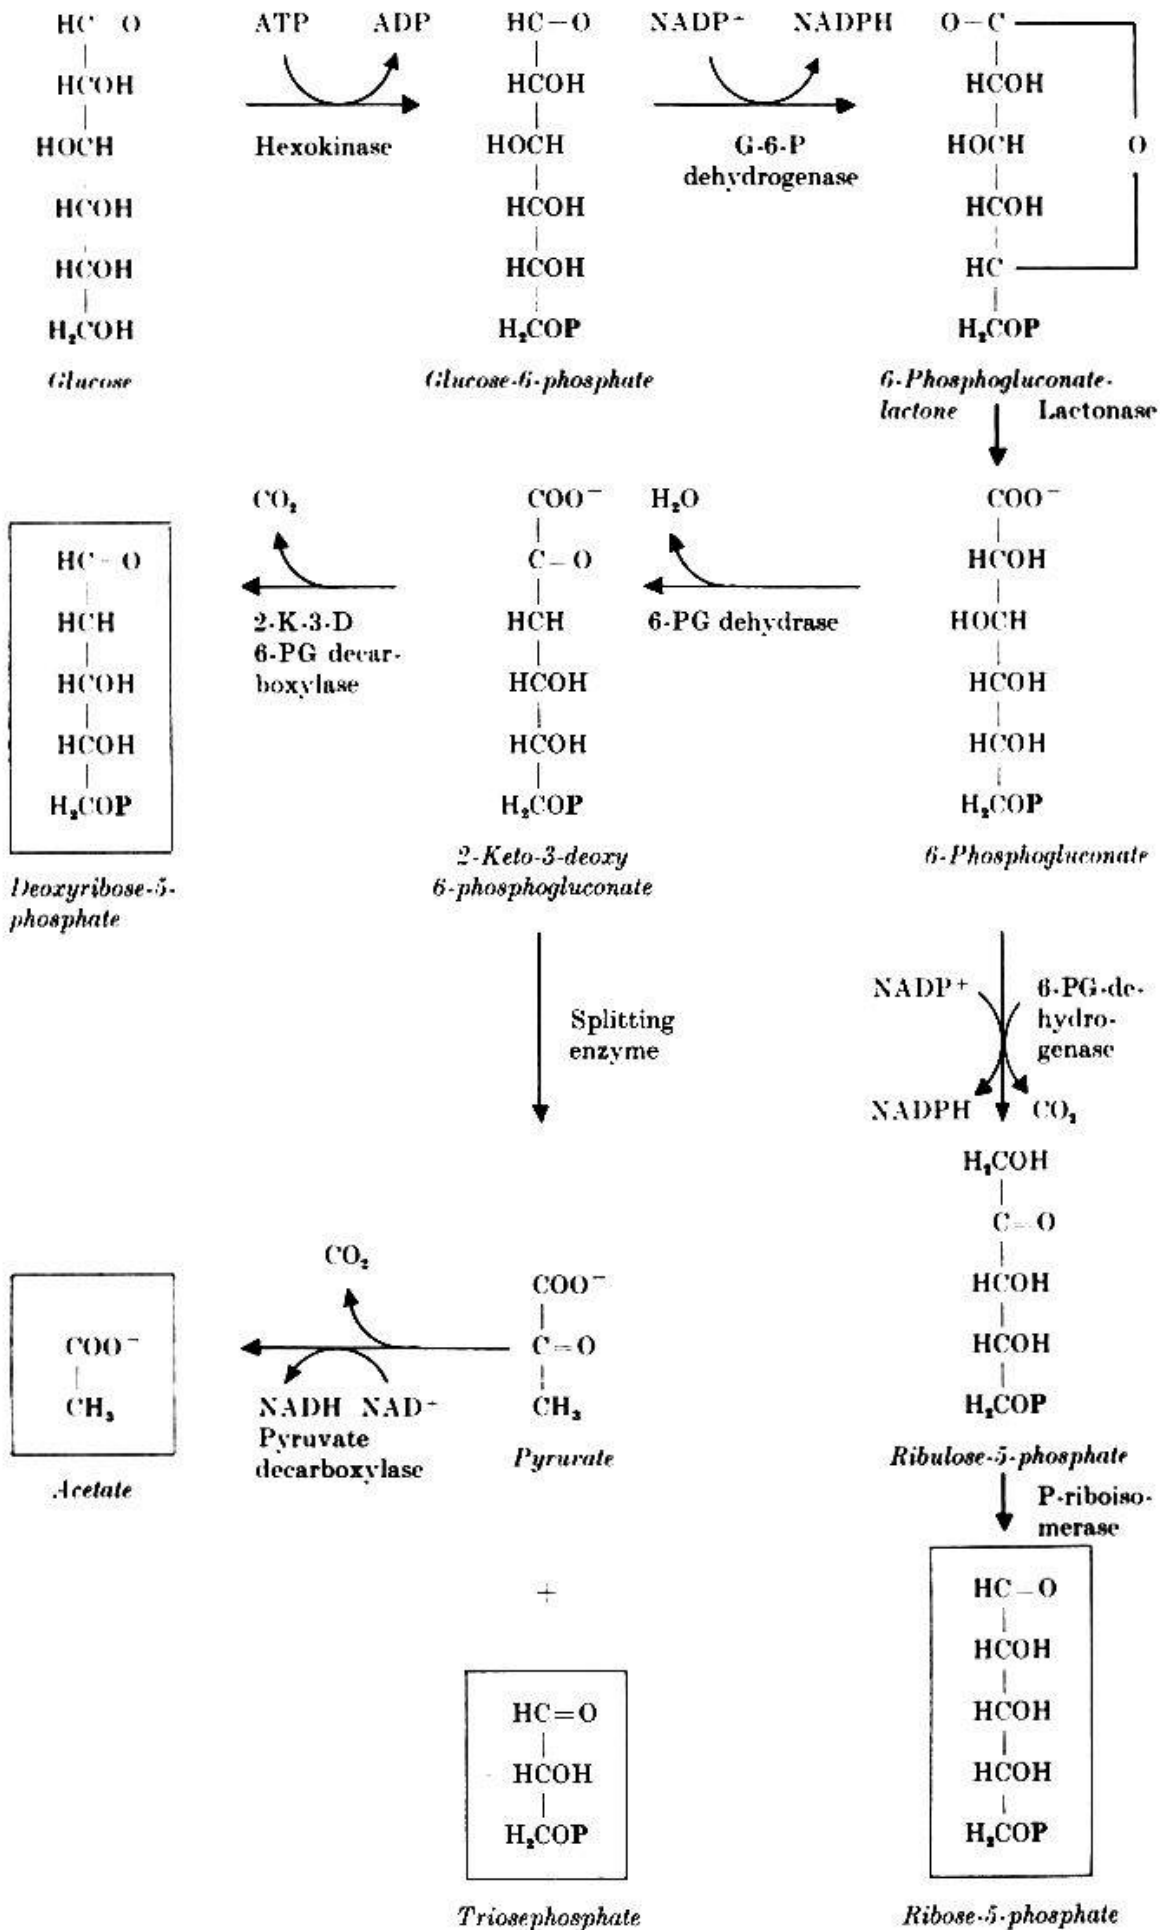 HC O
HCOH
HOCH
HCOH
HCOH
H₂COH
Glucose
ATP ADP
Hexokinase
HC=O
HCOH
HOCH
HCOH
HCOH
H₂COP
Glucose-6-phosphate
NADP⁺ NADPH
G-6-P
dehydrogenase
O=C
HCOH
HOCH O
HCOH
HC
H₂COP
6-Phosphogluconate-
lactone
Lactonase
COO⁻
HCOH
HOCH
HCOH
HCOH
H₂COP
6-Phosphogluconate
H₂O
6-PG dehydrase
COO⁻
C=O
HCH
HCOH
HCOH
H₂COP
2-Keto-3-deoxy
6-phosphogluconate
CO₂
2-K-3-D
6-PG decar-
boxylase
HC=O
HCH
HCOH
HCOH
H₂COP
Deoxyribose-5-
phosphate
Splitting
enzyme
NADP⁺
6-PG-de-
hydro-
genase
NADPH CO₂
H₂COH
C=O
HCOH
HCOH
H₂COP
Ribulose-5-phosphate
P-riboiso-
merase
HC=O
HCOH
HCOH
HCOH
H₂COP
Ribose-5-phosphate
COO⁻
C=O
CH₃
Pyruvate
CO₂
NADH NAD⁺
Pyruvate
decarboxylase
COO⁻
CH₃
Acetate
+
HC=O
HCOH
H₂COP
Triosephosphate